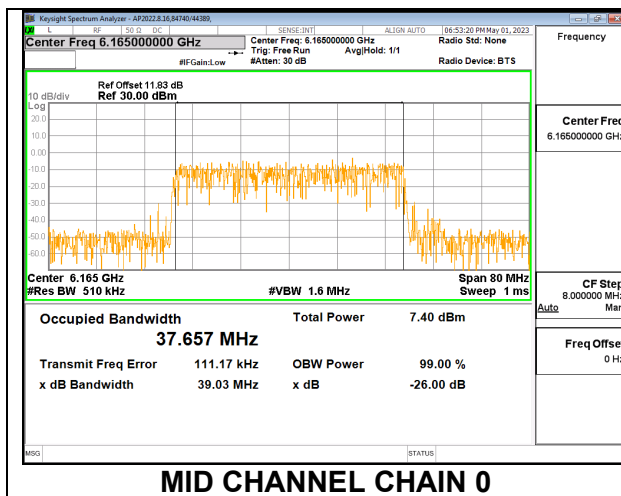 Keysight Spectrum Analyzer - AP2022.8.16,84740/44389,
L RF 50 Ω DC SENSE:INT ALIGN AUTO 06:53:20 PM May 01, 2023
Center Freq 6.165000000 GHz
Center Freq: 6.165000000 GHz Radio Std: None
Trig: Free Run Avg|Hold: 1/1
#IFGain:Low #Atten: 30 dB Radio Device: BTS
Frequency
Ref Offset 11.83 dB
10 dB/div Ref 30.00 dBm
Log
20.0
10.0
0.00
-10.0
-20.0
-30.0
-40.0
-50.0
-60.0
Center 6.165 GHz Span 80 MHz
#Res BW 510 kHz #VBW 1.6 MHz Sweep 1 ms
Occupied Bandwidth Total Power 7.40 dBm
37.657 MHz
Transmit Freq Error 111.17 kHz OBW Power 99.00 %
x dB Bandwidth 39.03 MHz x dB -26.00 dB
Center Freq
6.165000000 GHz
CF Step
8.000000 MHz
Auto Man
Freq Offset
0 Hz
MSG STATUS
MID CHANNEL CHAIN 0